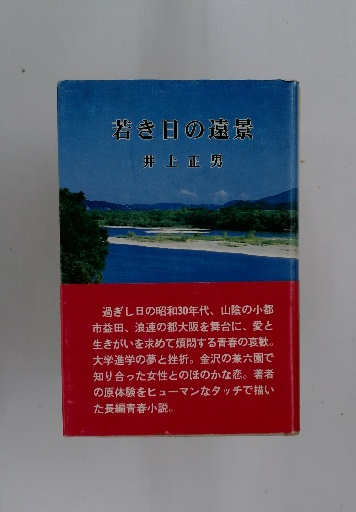 若き日の遠景
井上正男
過ぎし日の昭和30年代、山陰の小都
市益田、浪速の都大阪を舞台に、愛と
生きがいを求めて煩悶する青春の哀歓。
大学進学の夢と挫折。金沢の兼六園で
知り合った女性とのほのかな恋。著者
の原体験をヒューマンなタッチで描い
た長編青春小説。